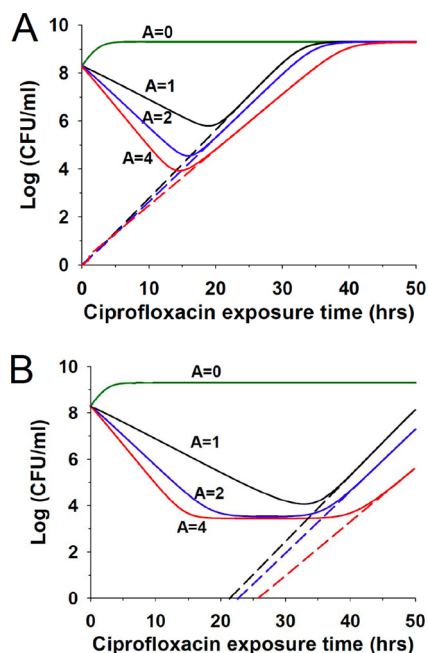 A
10
8
6
4
2
0
Log (CFU/ml)
A=0
A=1
A=2
A=4
0 10 20 30 40 50
Ciprofloxacin exposure time (hrs)
B
10
8
6
4
2
0
Log (CFU/ml)
A=0
A=1
A=2
A=4
0 10 20 30 40 50
Ciprofloxacin exposure time (hrs)